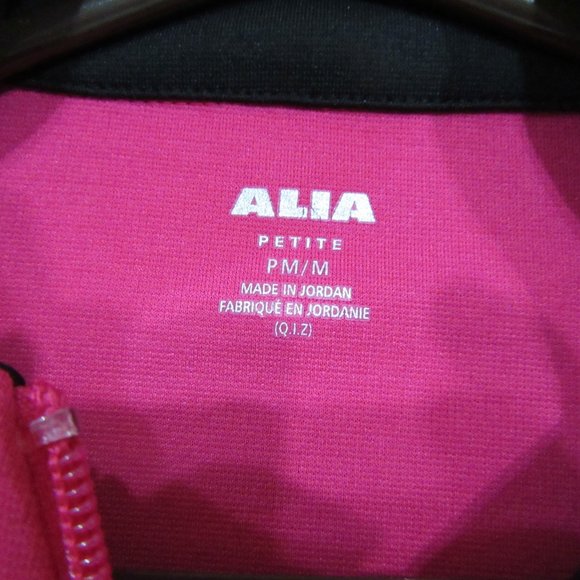 ALIA
PETITE
PM/M
MADE IN JORDAN
FABRIQUÉ EN JORDANIE
(Q.I.Z)